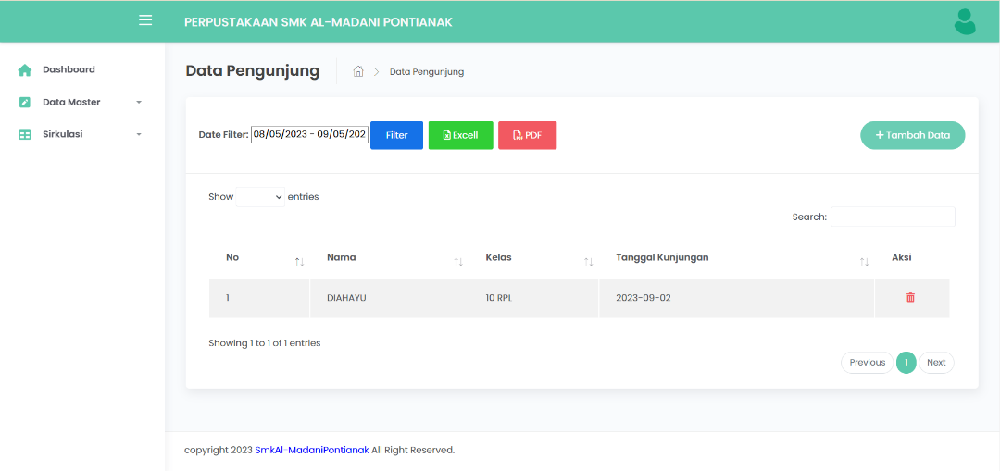 PERPUSTAKAAN SMK AL-MADANI PONTIANAK
Dashboard
Data Master
Sirkulasi
Data Pengunjung
Data Pengunjung
Date Filter: 08/05/2023 - 09/05/202 Filter Excell PDF + Tambah Data
Show entries
Search:
No Nama Kelas Tanggal Kunjungan Aksi
1 DIAHAYU 10 RPL 2023-09-02
Showing 1 to 1 of 1 entries
Previous 1 Next
copyright 2023 SmkAl-MadaniPontianak All Right Reserved.